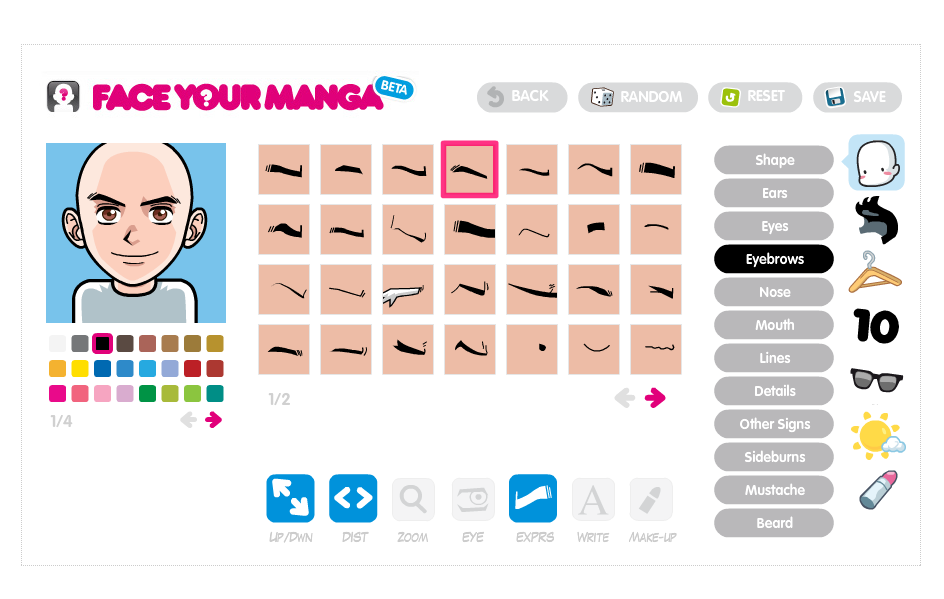 FACE YOUR MANGA BETA
BACK
RANDOM
RESET
SAVE
Shape
Ears
Eyes
Eyebrows
Nose
Mouth
Lines
Details
Other Signs
Sideburns
Mustache
Beard
10
1/2
1/4
UP/DWN
DIST
ZOOM
EYE
EXPRS
A
WRITE
MAKE-UP